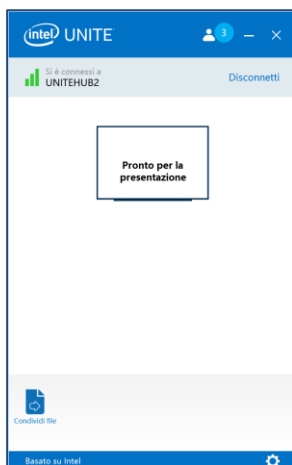 intel UNITE
3
Si è connessi a
UNITEHUB2
Disconnetti
Pronto per la
presentazione
Condividi file
Basato su Intel